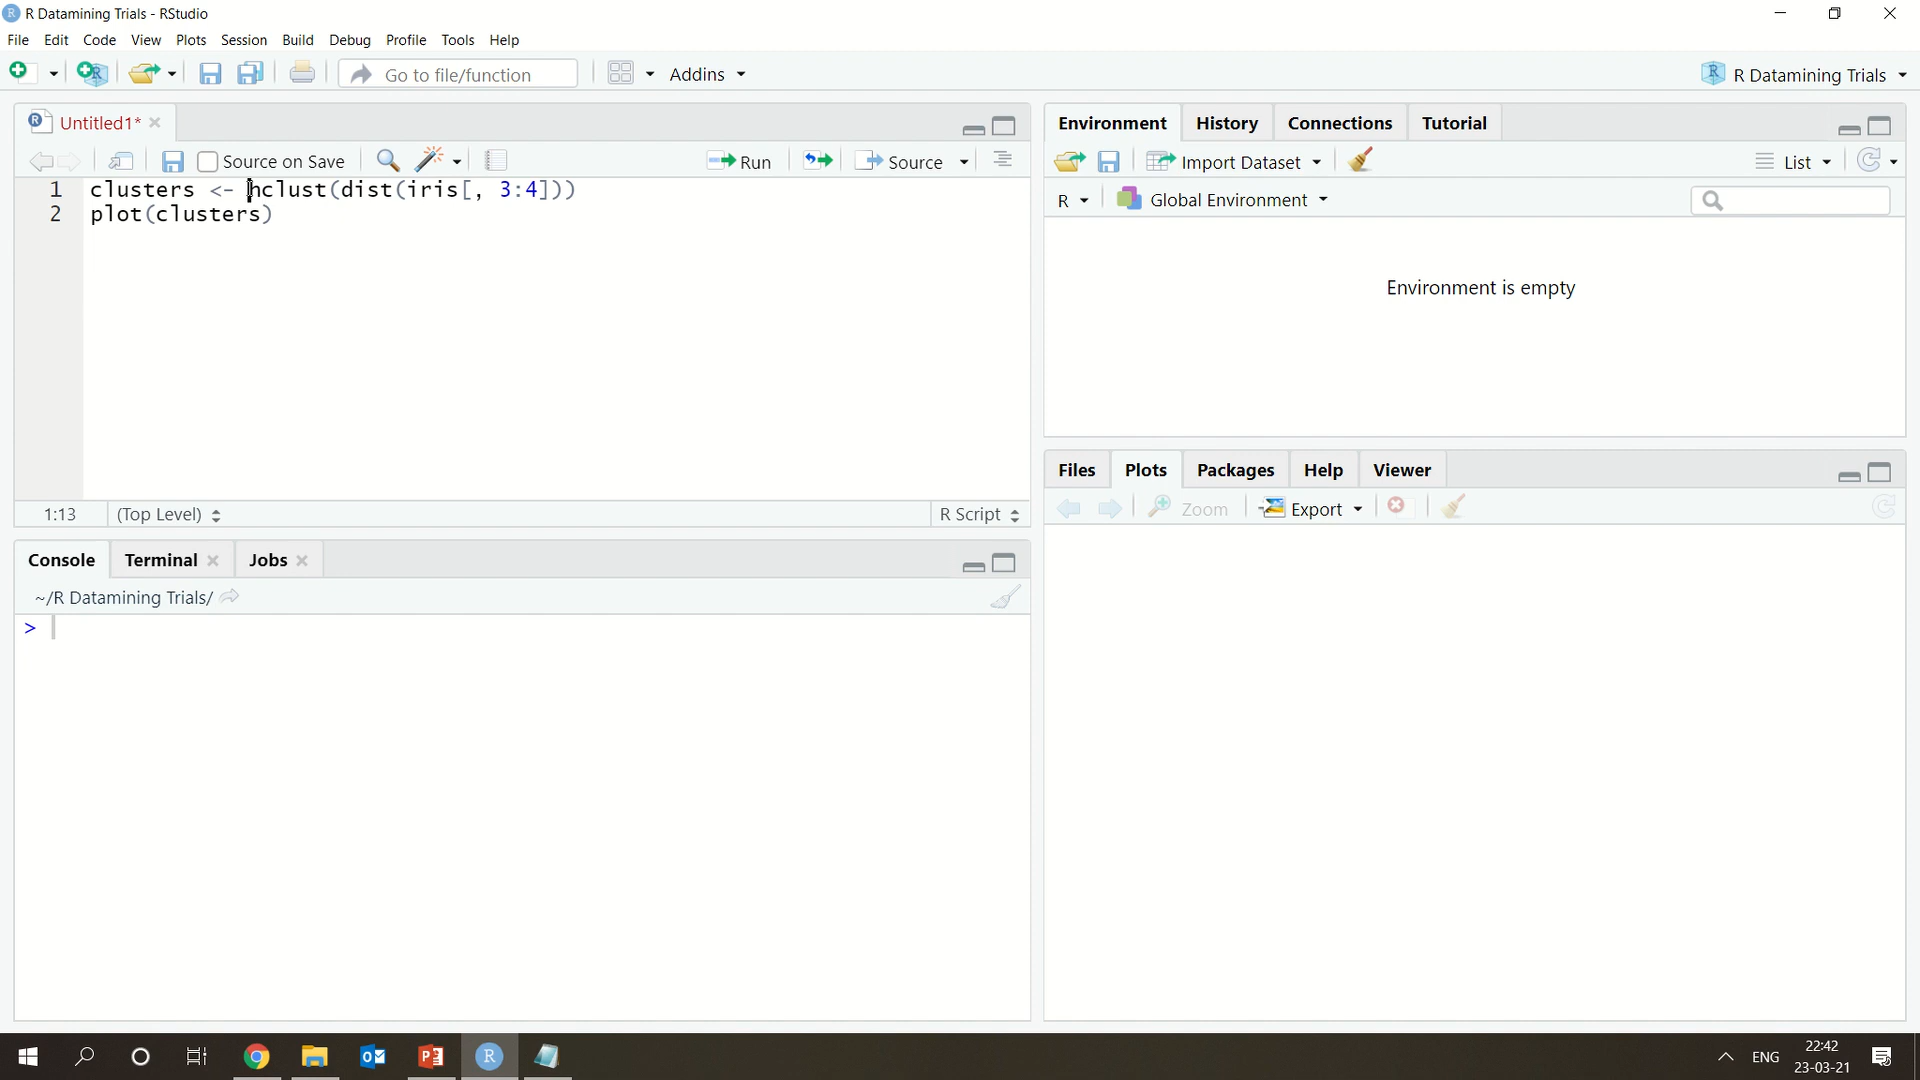 R Datamining Trials - RStudio
File Edit Code View Plots Session Build Debug Profile Tools Help
Go to file/function Addins R Datamining Trials
Untitled1*
Source on Save Run Source
1 clusters <- hclust(dist(iris[, 3:4]))
2 plot(clusters)
1:13 (Top Level) R Script
Console Terminal Jobs
~/R Datamining Trials/
>
Environment History Connections Tutorial
Import Dataset List
R Global Environment
Environment is empty
Files Plots Packages Help Viewer
Zoom Export
ENG 22:42
23-03-21